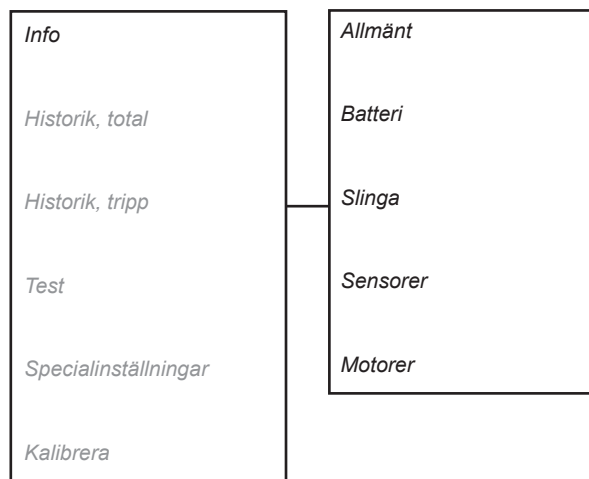 Info
Historik, total
Historik, tripp
Test
Specialinställningar
Kalibrera
Allmänt
Batteri
Slinga
Sensorer
Motorer